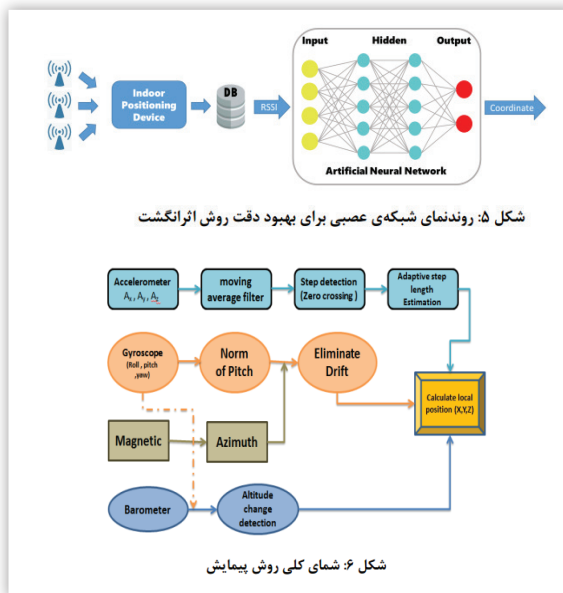 Input
Hidden
Output
Indoor
Positioning
Device
DB
RSSI
Coordinate
Artificial Neural Network
شکل ۵: روندنمای شبکه‌ی عصبی برای بهبود دقت روش اثرانگشت
Accelerometer
Ax , Ay , Az
moving
average filter
Step detection
(Zero crossing )
Adaptive step
length
Estimation
Gyroscope
(Roll , pitch
,yaw)
Norm
of Pitch
Eliminate
Drift
Calculate local
position (X,Y,Z)
Magnetic
Azimuth
Barometer
Altitude
change
detection
شکل ۶: شمای کلی روش پیمایش